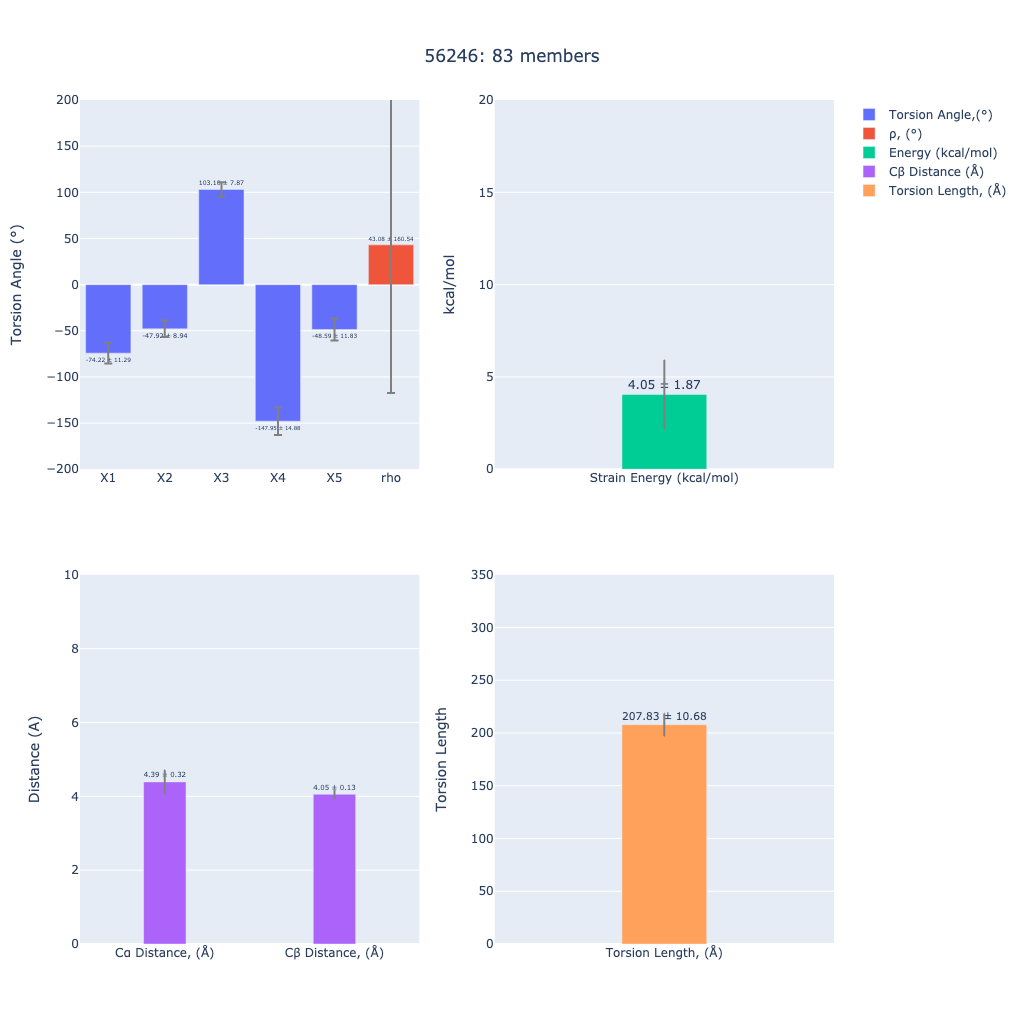 56246: 83 members
Torsion Angle (°)
200
150
100
50
0
−50
−100
−150
−200
-74.22 ± 11.29
-47.92 ± 8.94
± 7.87
-147.95 ± 14.88
-48.59 ± 11.83
43.08 ± 160.54
X1
X2
X3
X4
X5
rho
kcal/mol
20
15
10
5
0
4.05 ± 1.87
Strain Energy (kcal/mol)
Torsion Angle,(°)
ρ, (°)
Energy (kcal/mol)
Cβ Distance (Å)
Torsion Length, (Å)
Distance (A)
10
8
6
4
2
0
4.39 ± 0.32
4.05 ± 0.13
Cα Distance, (Å)
Cβ Distance, (Å)
Torsion Length
350
300
250
200
150
100
50
0
207.83 ± 10.68
Torsion Length, (Å)